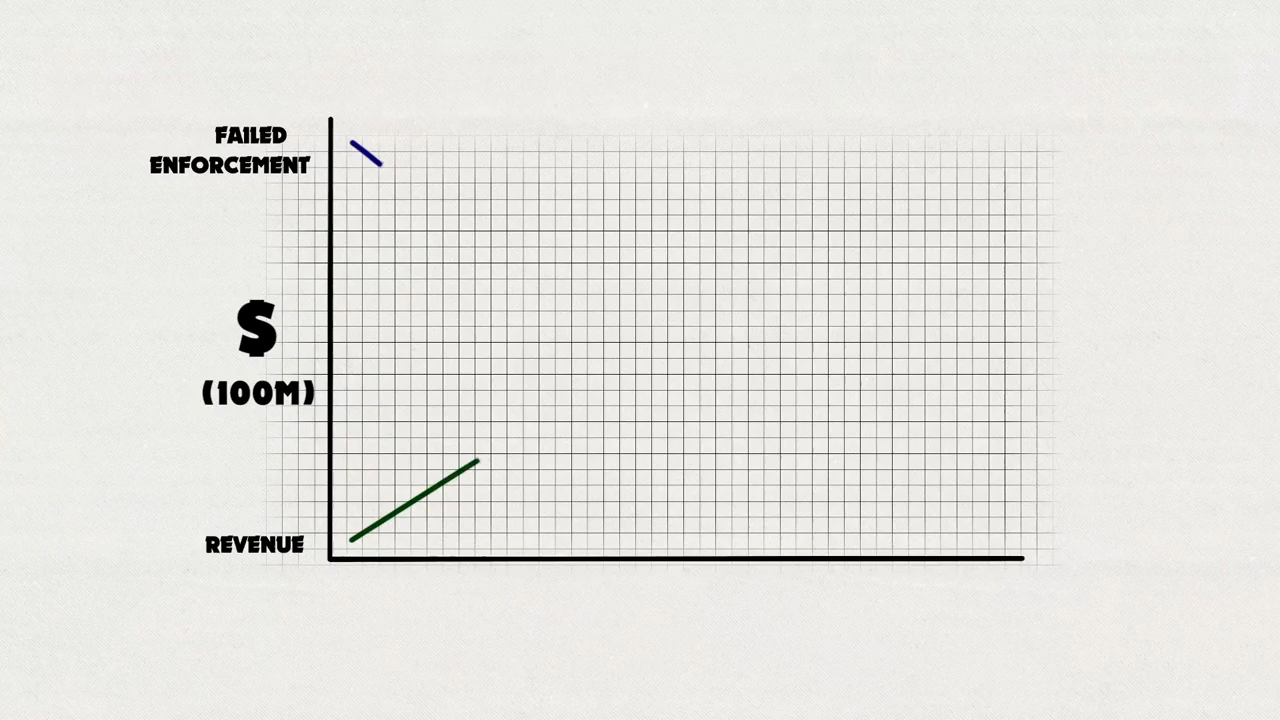 FAILED
ENFORCEMENT
$
(100M)
REVENUE